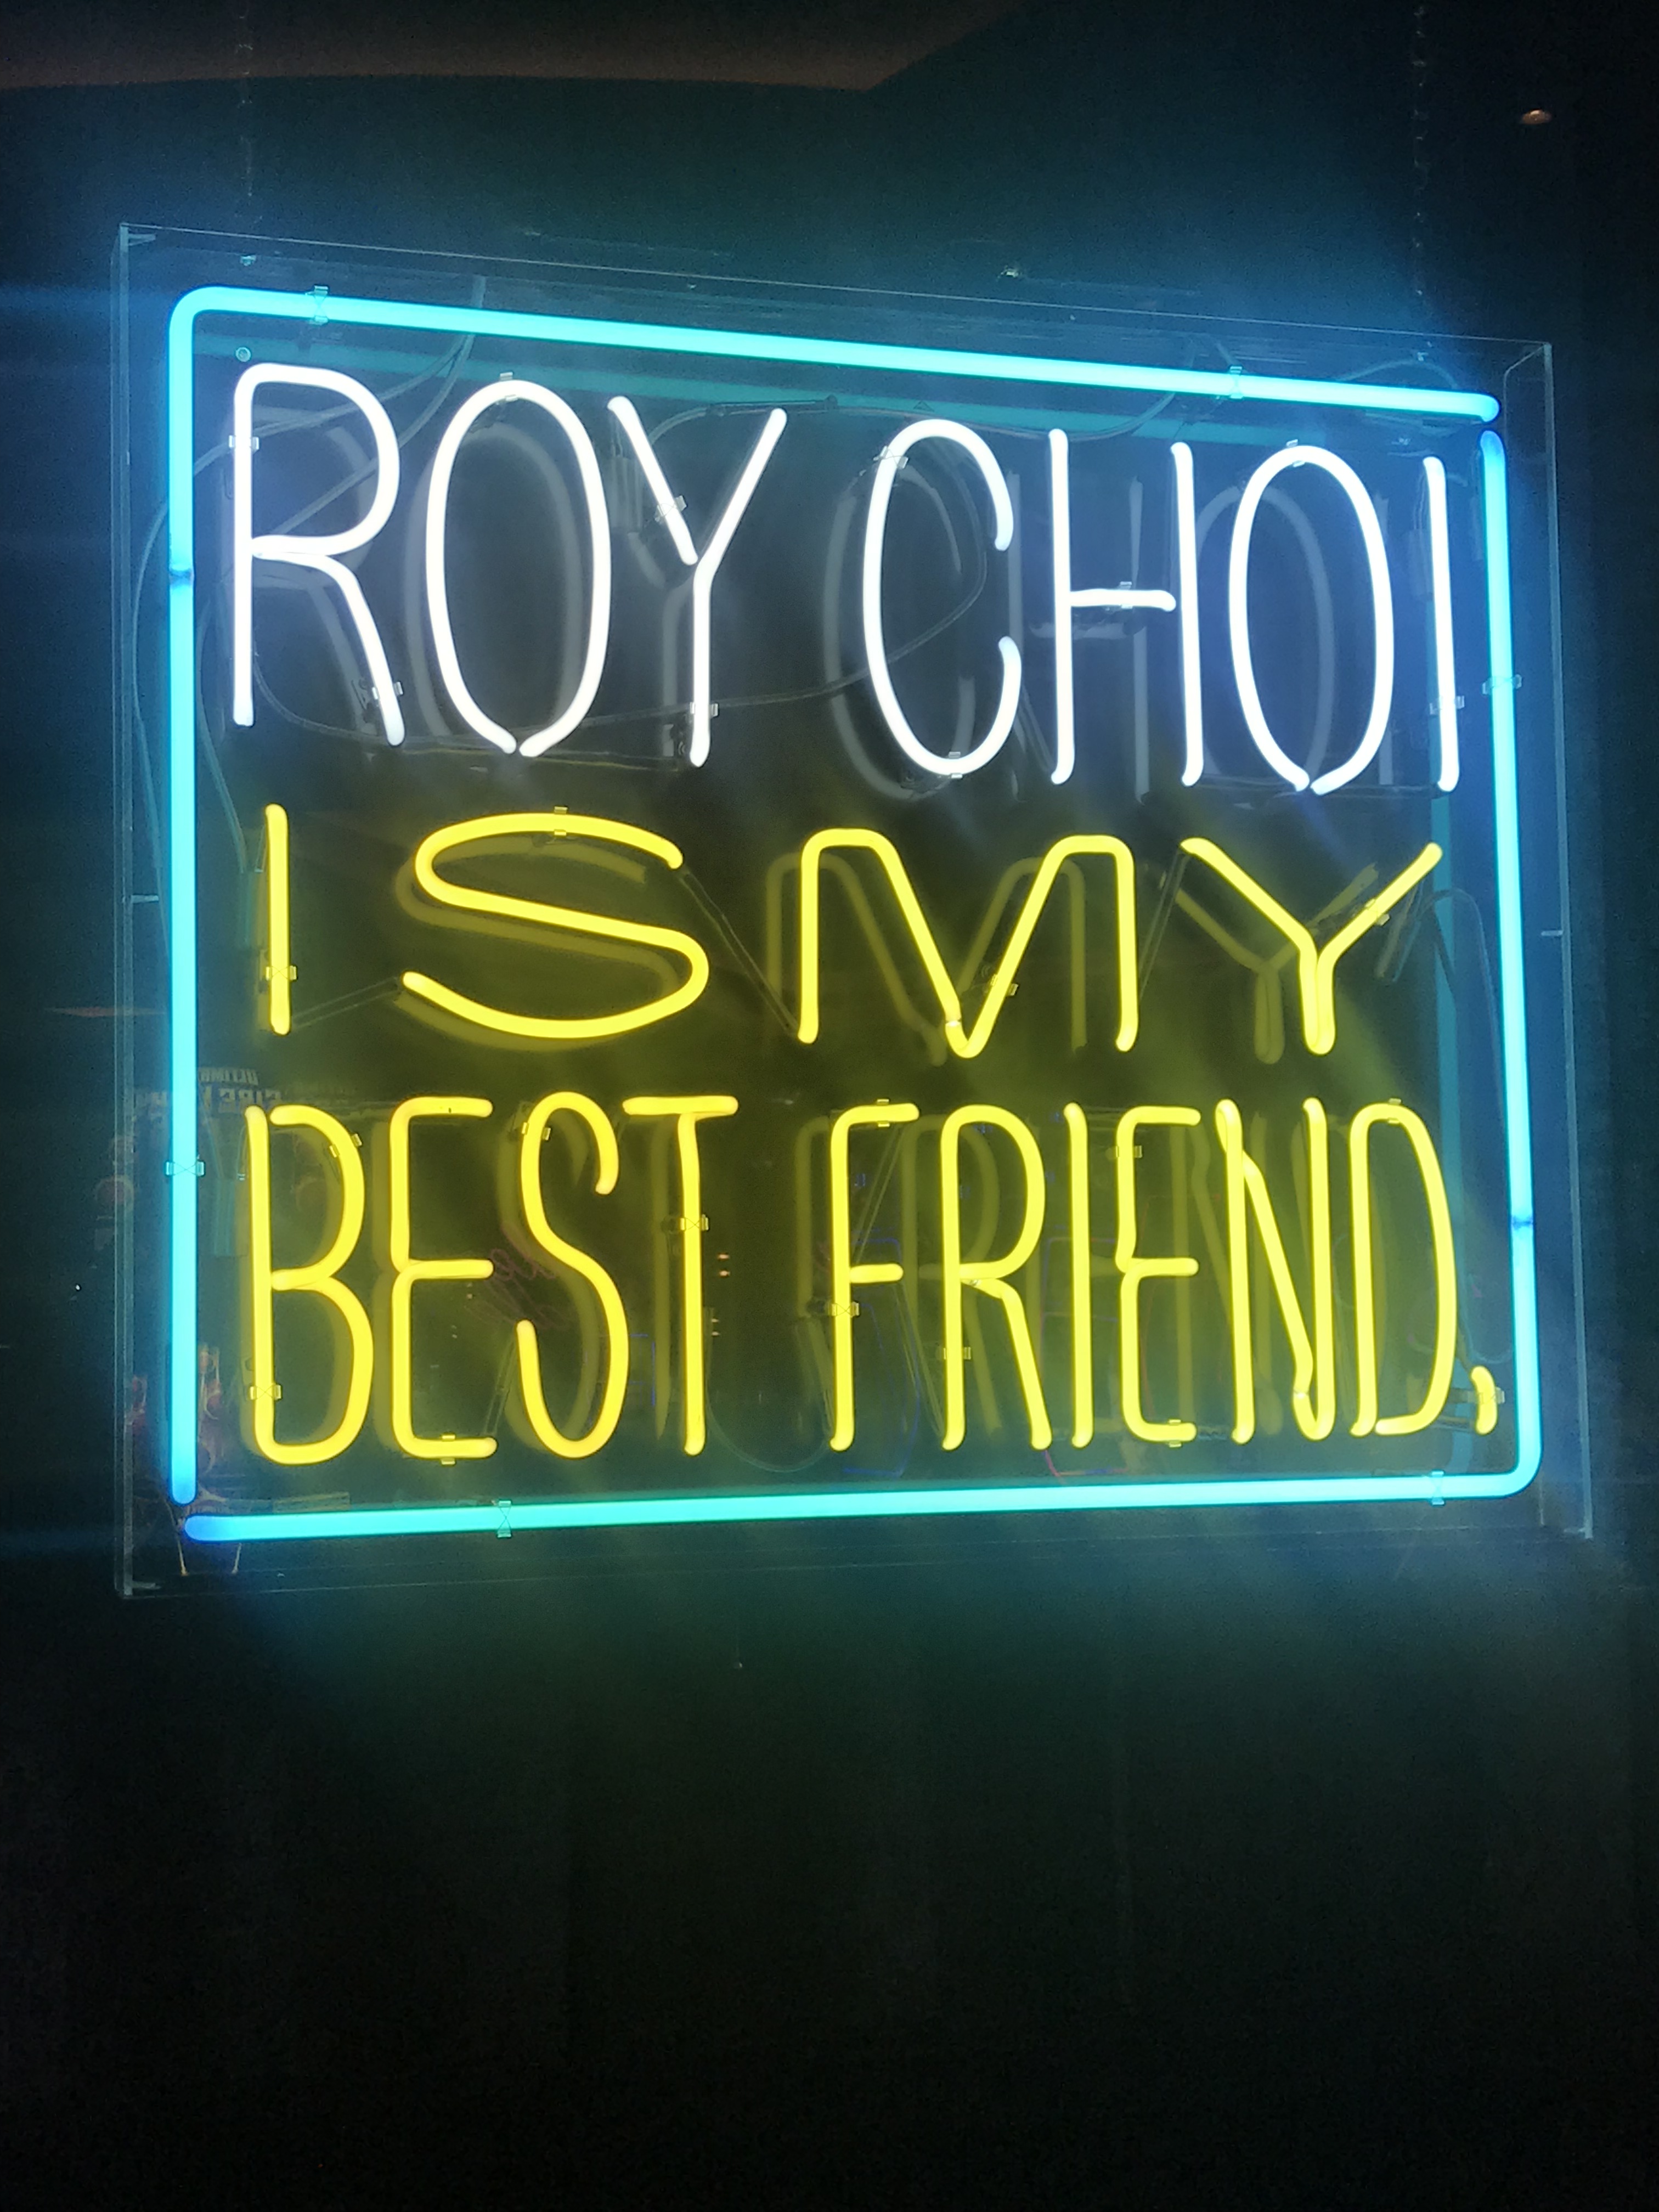 ROY CHOI
IS MY
BEST FRIEND.